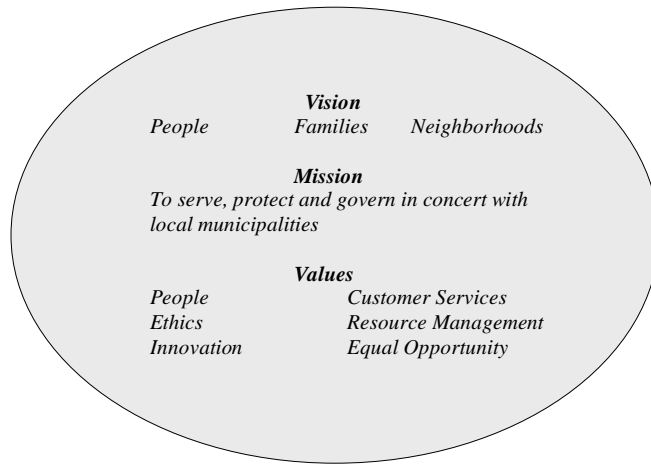 Vision
People Families Neighborhoods
Mission
To serve, protect and govern in concert with
local municipalities
Values
People Customer Services
Ethics Resource Management
Innovation Equal Opportunity